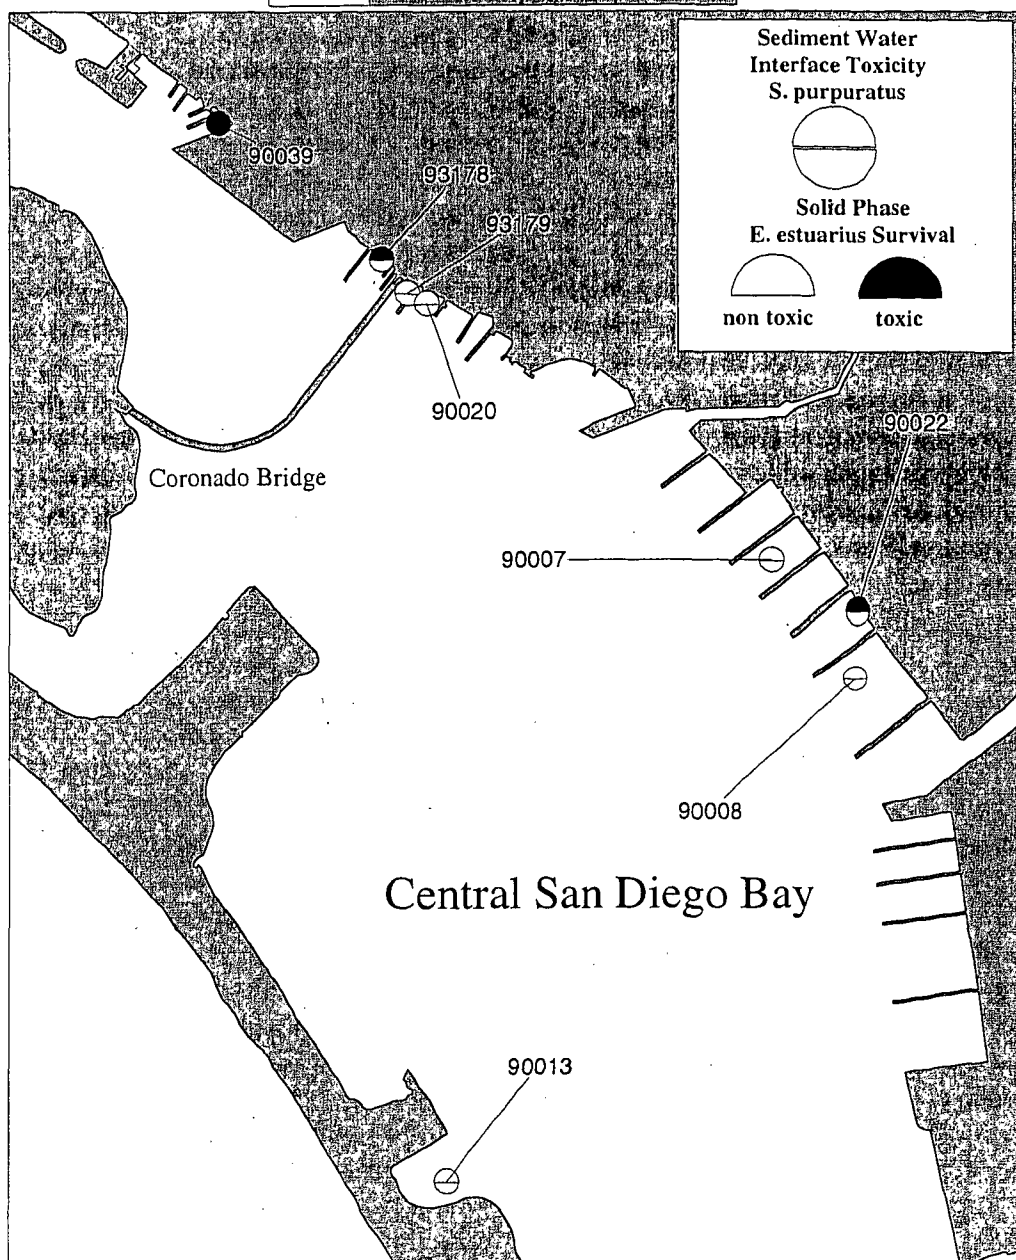 Sediment Water
Interface Toxicity
S. purpuratus
Solid Phase
E. estuarius Survival
non toxic
toxic
90039
93178
93179
90020
90022
Coronado Bridge
90007
90008
Central San Diego Bay
90013